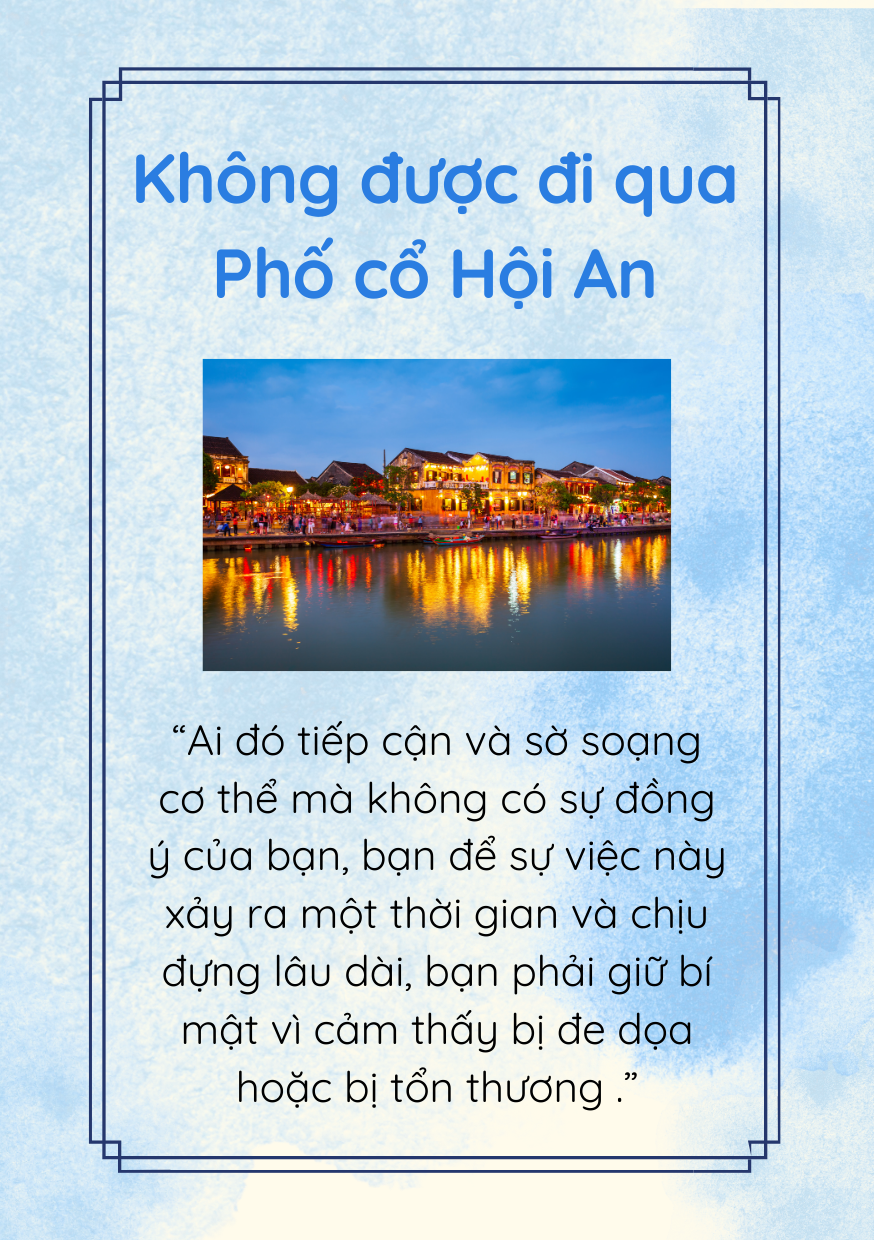 Không được đi qua
Phố cổ Hội An
“Ai đó tiếp cận và sờ soạng
cơ thể mà không có sự đồng
ý của bạn, bạn để sự việc này
xảy ra một thời gian và chịu
đựng lâu dài, bạn phải giữ bí
mật vì cảm thấy bị đe dọa
hoặc bị tổn thương .”